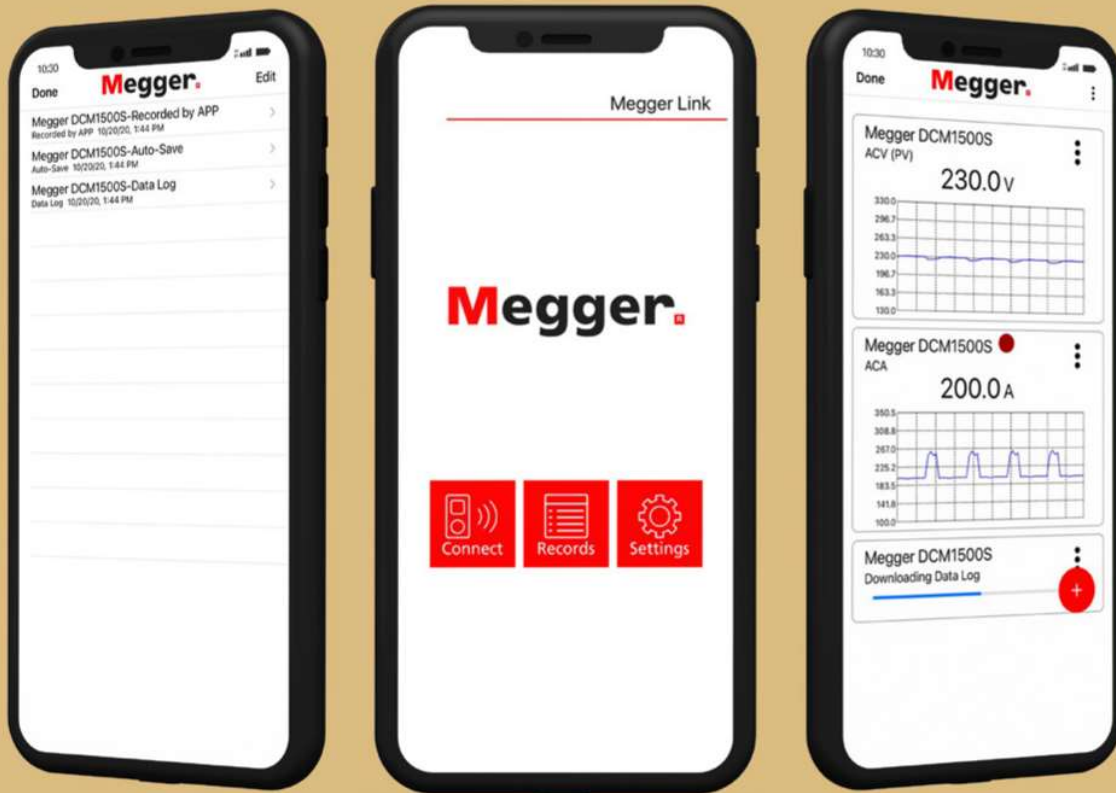 10:30
Done
Megger.
Edit
Megger DCM1500S-Recorded by APP
Recorded by APP 10/20/20, 1:44 PM
Megger DCM1500S-Auto-Save
Auto-Save 10/20/20, 1:44 PM
Megger DCM1500S-Data Log
Data Log 10/20/20, 1:44 PM
Megger Link
Megger.
Connect
Records
Settings
10:30
Done
Megger.
Megger DCM1500S
ACV (PV)
230.0 V
330.0
296.7
263.3
230.0
196.7
163.3
130.0
Megger DCM1500S
ACA
200.0 A
350.5
308.8
267.0
225.2
183.5
141.8
100.0
Megger DCM1500S
Downloading Data Log
+